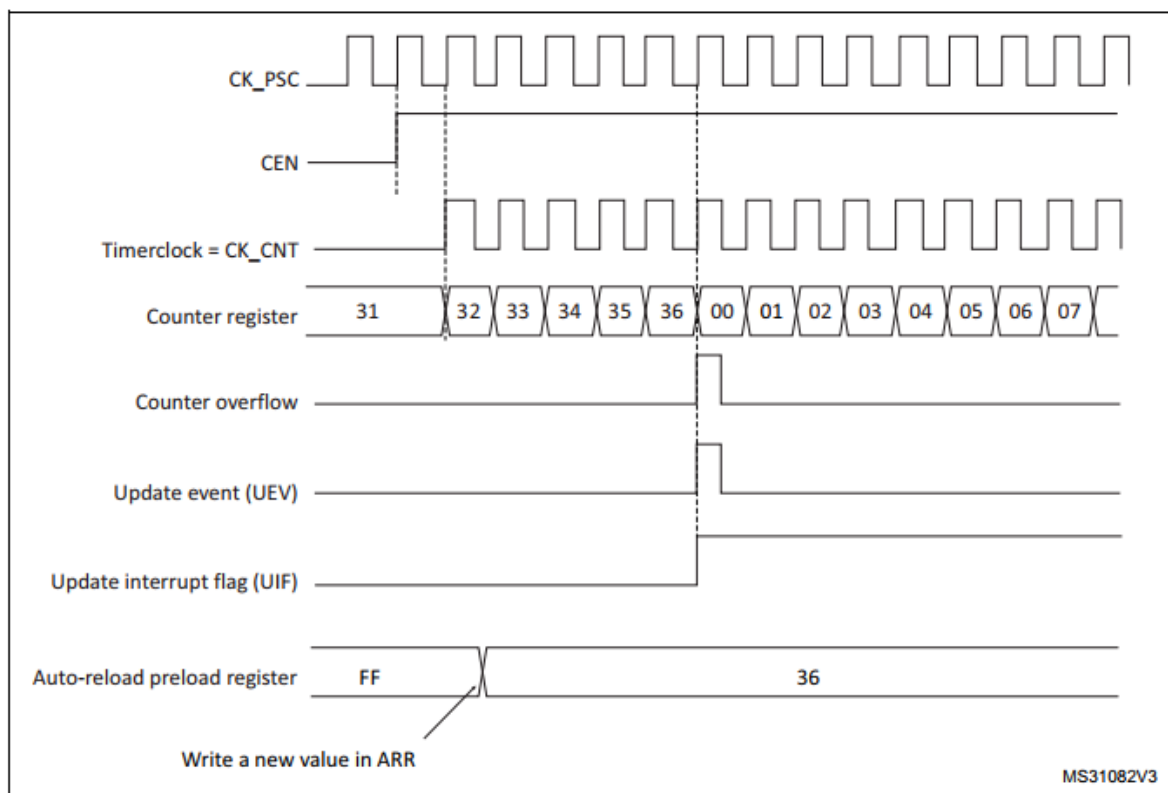 CK_PSC
CEN
Timerclock = CK_CNT
Counter register 31 32 33 34 35 36 00 01 02 03 04 05 06 07
Counter overflow
Update event (UEV)
Update interrupt flag (UIF)
Auto-reload preload register FF 36
Write a new value in ARR
MS31082V3